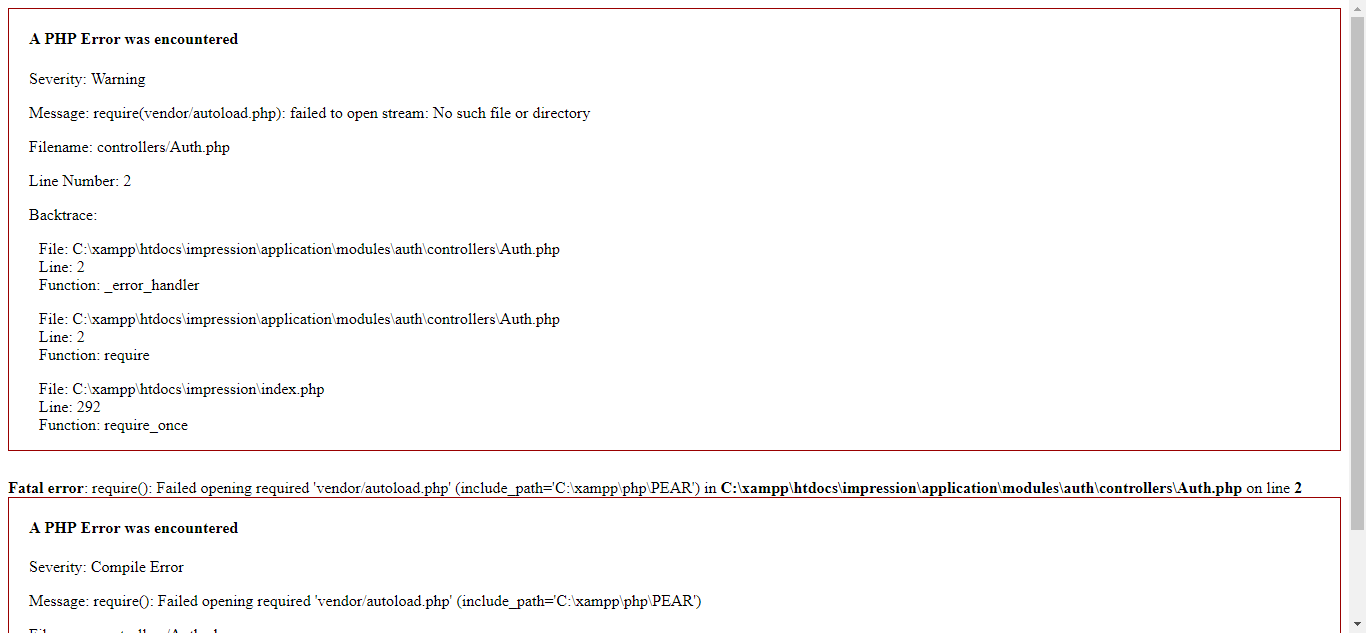 A PHP Error was encountered
Severity: Warning
Message: require(vendor/autoload.php): failed to open stream: No such file or directory
Filename: controllers/Auth.php
Line Number: 2
Backtrace:
File: C:\xampp\htdocs\impression\application\modules\auth\controllers\Auth.php
Line: 2
Function: _error_handler
File: C:\xampp\htdocs\impression\application\modules\auth\controllers\Auth.php
Line: 2
Function: require
File: C:\xampp\htdocs\impression\index.php
Line: 292
Function: require_once
Fatal error: require(): Failed opening required 'vendor/autoload.php' (include_path='C:\xampp\php\PEAR') in C:\xampp\htdocs\impression\application\modules\auth\controllers\Auth.php on line 2
A PHP Error was encountered
Severity: Compile Error
Message: require(): Failed opening required 'vendor/autoload.php' (include_path='C:\xampp\php\PEAR')